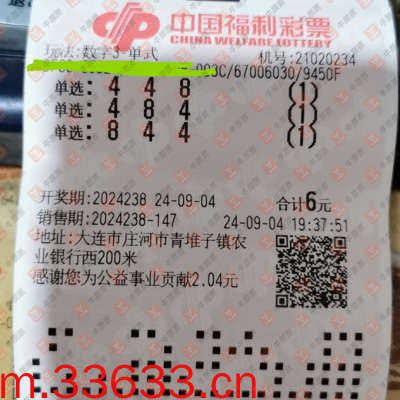 中国福利彩票
CHINA WELFARE LOTTERY
玩法:数字3-单式 机号:21020234
003C/67006030/9450F
单选: 4 4 8 (1)
单选: 4 8 4 (1)
单选: 8 4 4 (1)
开奖期:2024238 24-09-04 合计6元
销售期:2024238-147 24-09-04 19:37:51
地址:大连市庄河市青堆子镇农
业银行西200米
感谢您为公益事业贡献2.04元
m.33633.cn